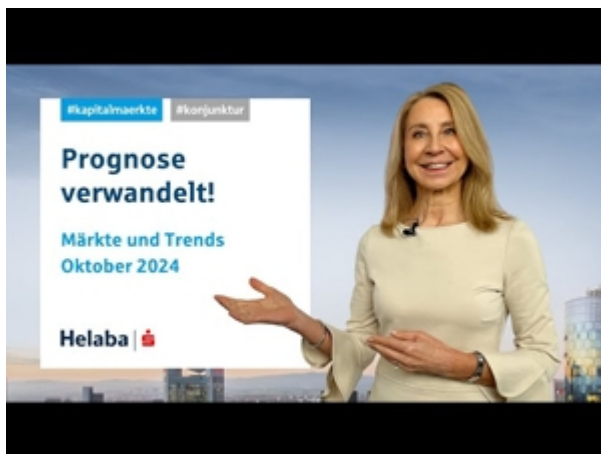 #kapitalmaerkte #konjunktur
Prognose
verwandelt!
Märkte und Trends
Oktober 2024
Helaba